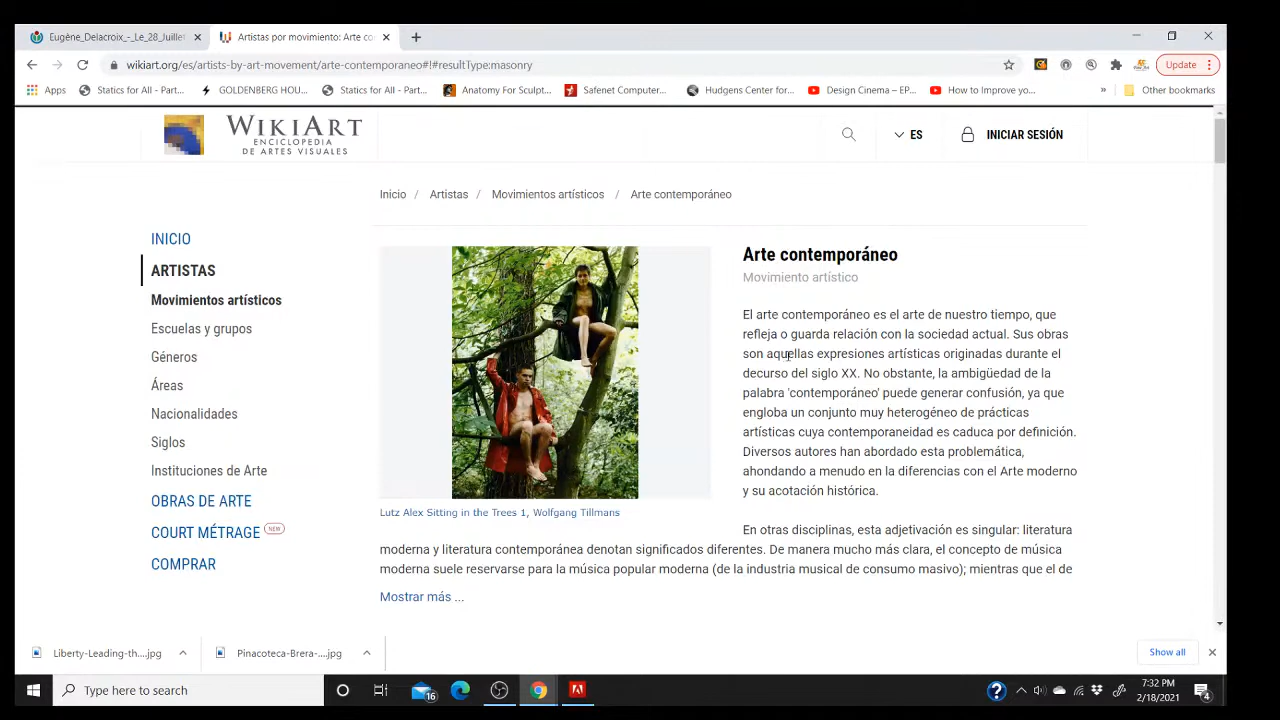 Eugène_Delacroix_-_Le_28_Juillet
Artistas por movimiento: Arte co
wikiart.org/es/artists-by-art-movement/arte-contemporaneo#!#resultType:masonry
Update
Apps
Statics for All - Part...
GOLDENBERG HOU...
Statics for All - Part...
Anatomy For Sculpt...
Safenet Computer...
Hudgens Center for...
Design Cinema – EP...
How to Improve yo...
»
Other bookmarks
WIKIART
ENCICLOPEDIA
DE ARTES VISUALES
ES
INICIAR SESIÓN
Inicio / Artistas / Movimientos artísticos / Arte contemporáneo
INICIO
ARTISTAS
Movimientos artísticos
Escuelas y grupos
Géneros
Áreas
Nacionalidades
Siglos
Instituciones de Arte
OBRAS DE ARTE
COURT MÉTRAGE NEW
COMPRAR
Lutz Alex Sitting in the Trees 1, Wolfgang Tillmans
Arte contemporáneo
Movimiento artístico
El arte contemporáneo es el arte de nuestro tiempo, que
refleja o guarda relación con la sociedad actual. Sus obras
son aquellas expresiones artísticas originadas durante el
decurso del siglo XX. No obstante, la ambigüedad de la
palabra 'contemporáneo' puede generar confusión, ya que
engloba un conjunto muy heterogéneo de prácticas
artísticas cuya contemporaneidad es caduca por definición.
Diversos autores han abordado esta problemática,
ahondando a menudo en la diferencias con el Arte moderno
y su acotación histórica.
En otras disciplinas, esta adjetivación es singular: literatura
moderna y literatura contemporánea denotan significados diferentes. De manera mucho más clara, el concepto de música
moderna suele reservarse para la música popular moderna (de la industria musical de consumo masivo); mientras que el de
Mostrar más ...
Liberty-Leading-th....jpg
Pinacoteca-Brera-....jpg
Show all
Type here to search
16
7:32 PM
2/18/2021
4